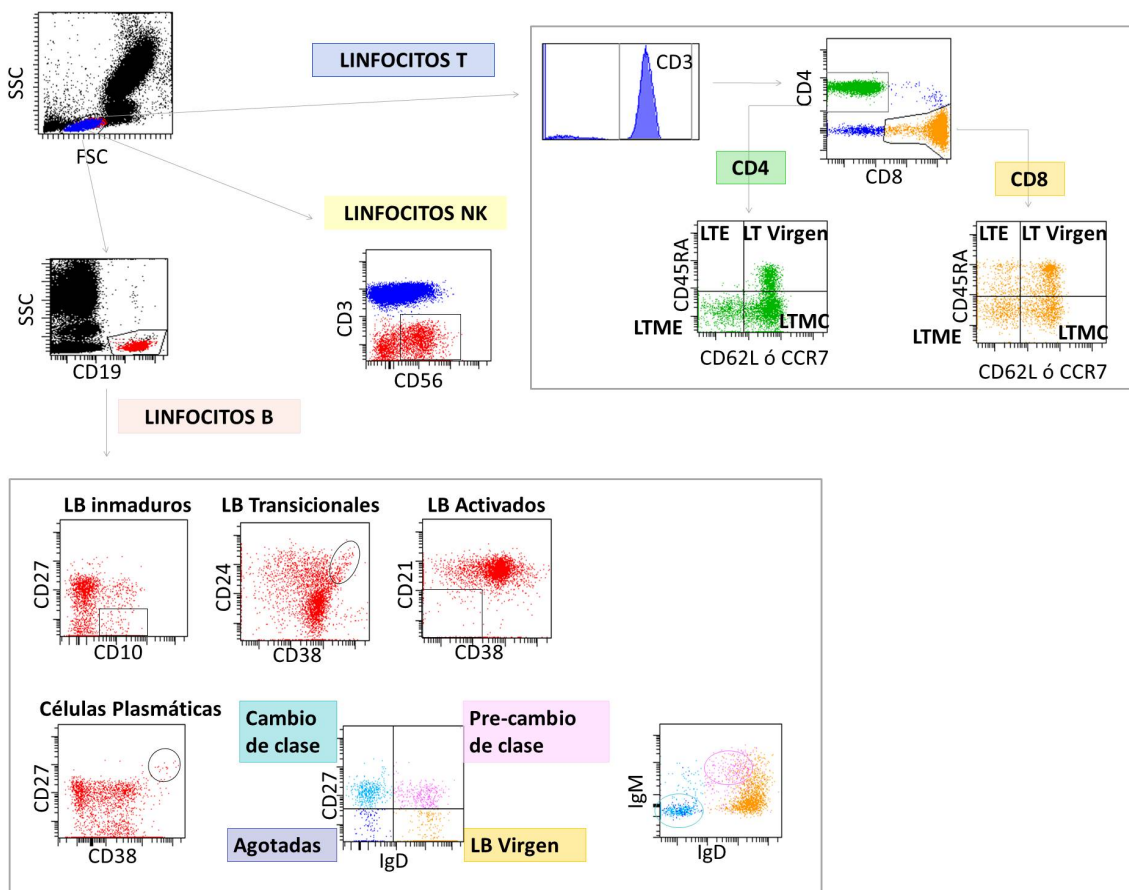 SSC
FSC
LINFOCITOS T
CD3
CD4
CD8
CD4
CD8
LINFOCITOS NK
CD3
CD56
CD45RA
LTE
LT Virgen
LTME
LTMC
CD62L ó CCR7
CD45RA
LTE
LT Virgen
LTME
LTMC
CD62L ó CCR7
SSC
CD19
LINFOCITOS B
LB inmaduros
CD27
CD10
LB Transicionales
CD24
CD38
LB Activados
CD21
CD38
Células Plasmáticas
CD27
CD38
Cambio
de clase
Pre-cambio
de clase
CD27
Agotadas
IgD
LB Virgen
IgM
IgD